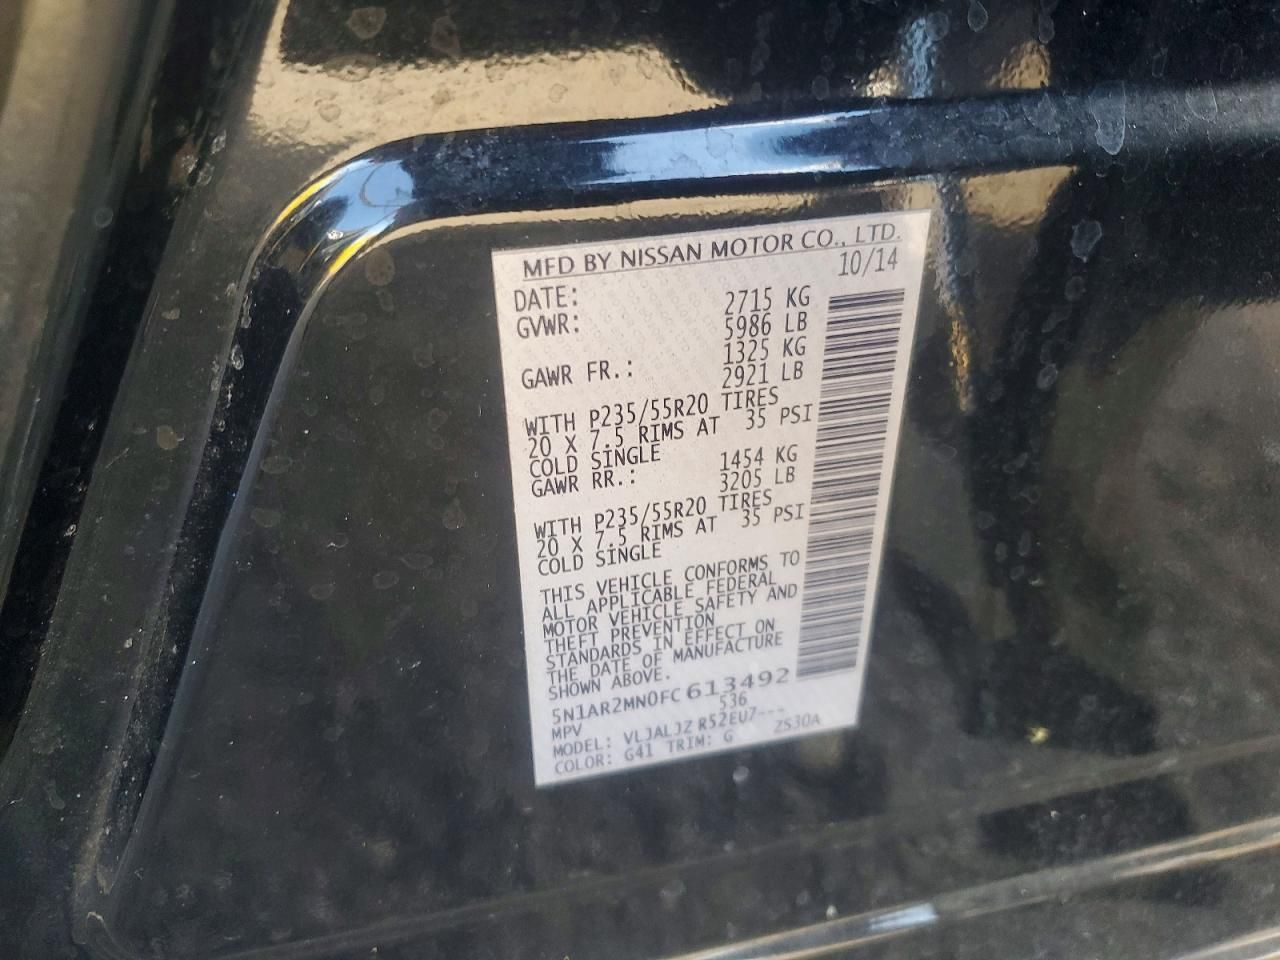 MFD BY NISSAN MOTOR CO., LTD.
DATE: 10/14
GVWR: 2715 KG
5986 LB
GAWR FR.: 1325 KG
2921 LB
WITH P235/55R20 TIRES
20 X 7.5 RIMS AT 35 PSI
COLD SINGLE
GAWR RR.: 1454 KG
3205 LB
WITH P235/55R20 TIRES
20 X 7.5 RIMS AT 35 PSI
COLD SINGLE
THIS VEHICLE CONFORMS TO
ALL APPLICABLE FEDERAL
MOTOR VEHICLE SAFETY AND
THEFT PREVENTION
STANDARDS IN EFFECT ON
THE DATE OF MANUFACTURE
SHOWN ABOVE.
5N1AR2MN0FC613492
MPV 536
MODEL: VLJALJZ R52EU7---
COLOR: G41 TRIM: G ZS30A